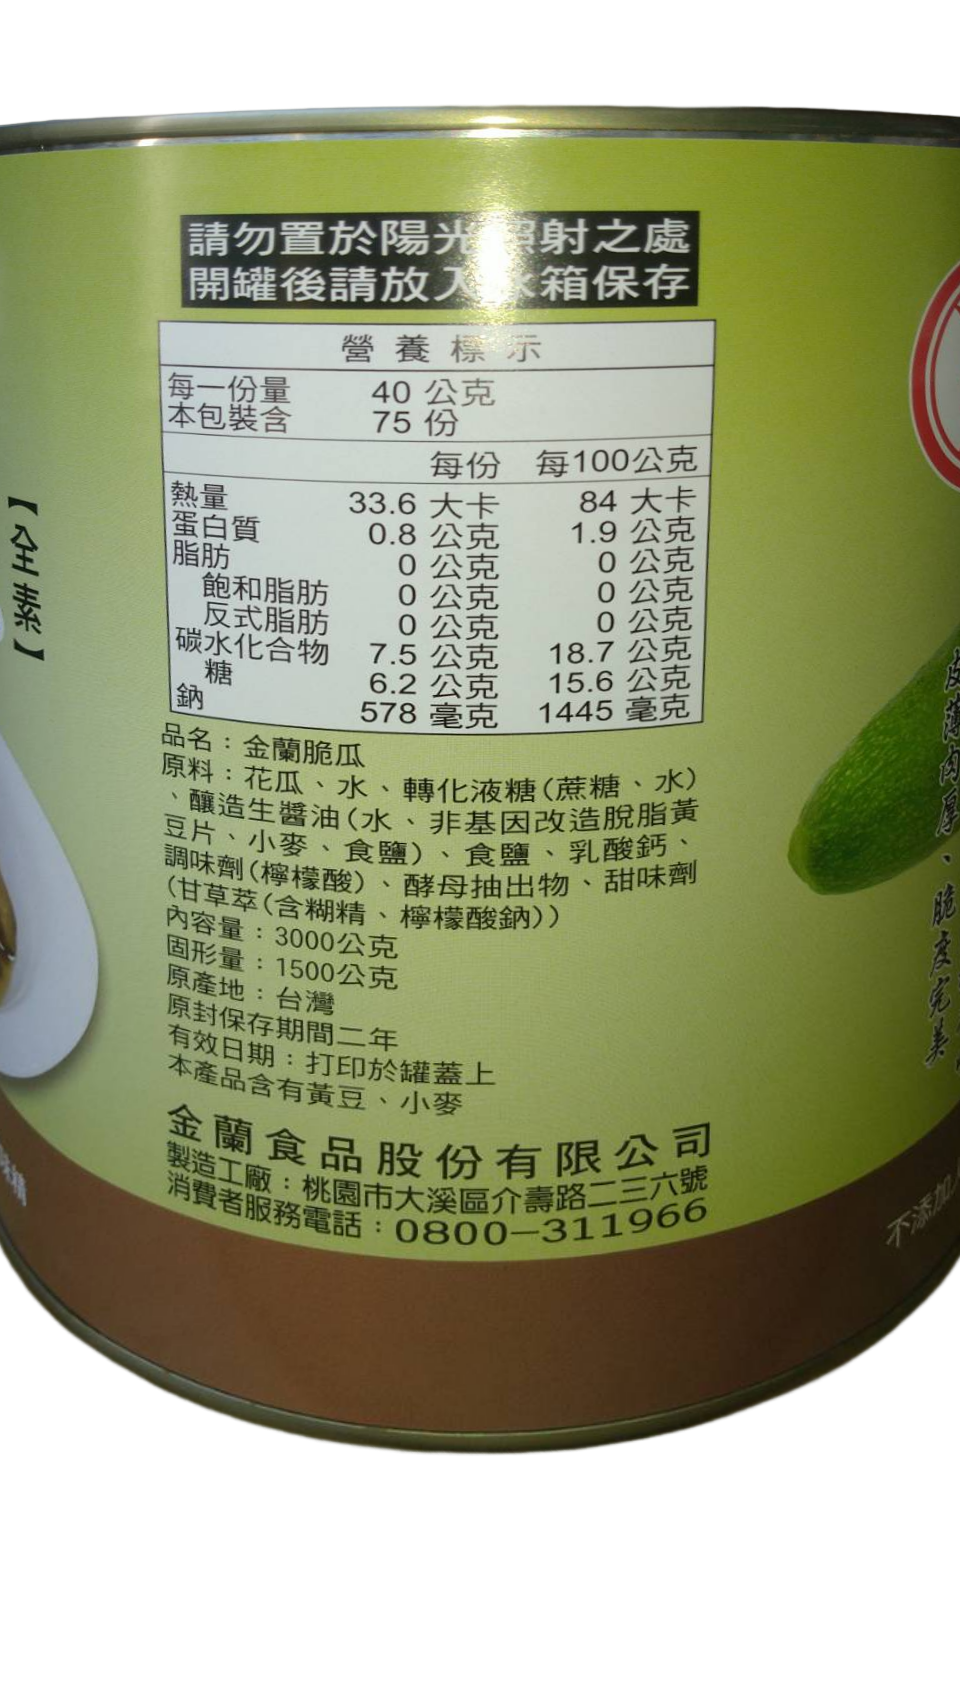 請勿置於陽光照射之處
開罐後請放入冰箱保存
營養標示
每一份量 40 公克
本包裝含 75 份
每份 每100公克
熱量 33.6 大卡 84 大卡
蛋白質 0.8 公克 1.9 公克
脂肪 0 公克 0 公克
飽和脂肪 0 公克 0 公克
反式脂肪 0 公克 0 公克
碳水化合物 7.5 公克 18.7 公克
糖 6.2 公克 15.6 公克
鈉 578 毫克 1445 毫克
品名：金蘭脆瓜
原料：花瓜、水、轉化液糖(蔗糖、水)
、釀造生醬油(水、非基因改造脫脂黃
豆片、小麥、食鹽)、食鹽、乳酸鈣、
調味劑(檸檬酸)、酵母抽出物、甜味劑
(甘草萃(含糊精、檸檬酸鈉))
內容量：3000公克
固形量：1500公克
原產地：台灣
原封保存期間二年
有效日期：打印於罐蓋上
本產品含有黃豆、小麥
金蘭食品股份有限公司
製造工廠：桃園市大溪區介壽路二三六號
消費者服務電話：0800－311966
【全素】
皮薄肉厚、脆度完美
不添加